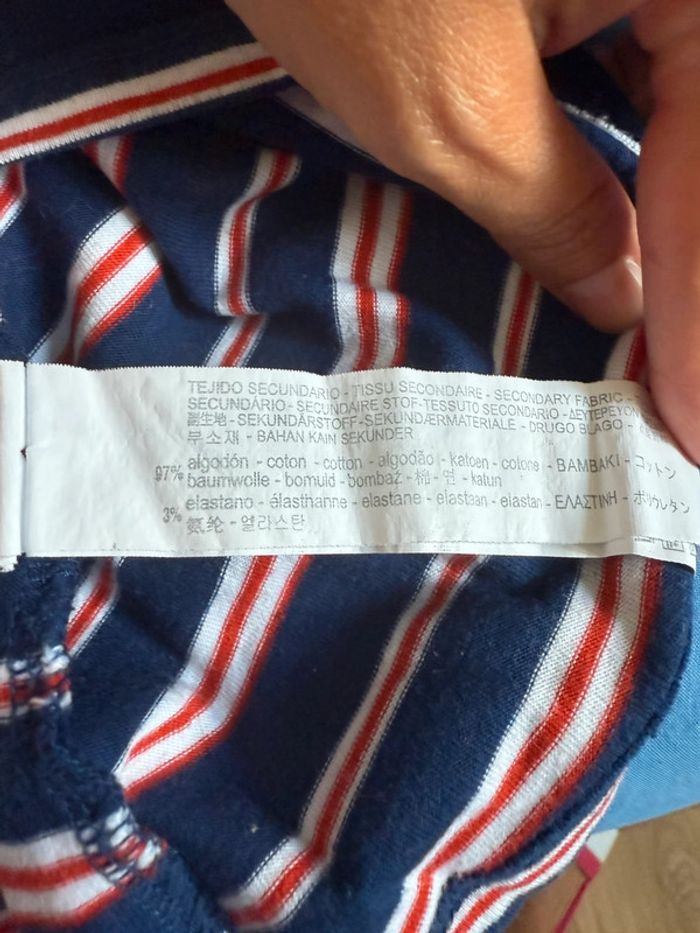 TEJIDO SECUNDARIO - TISSU SECONDAIRE - SECONDARY FABRIC -
SECUNDÁRIO - SECUNDAIRE STOF - TESSUTO SECONDARIO - ΔΕΥΤΕΡΕΥΟΝ
副生地 - SEKUNDÄRSTOFF - SEKUNDÆRMATERIALE - DRUGO BLAGO -
부소재 - BAHAN KAIN SEKUNDER
97% algodón - coton - cotton - algodão - katoen - cotone - BAMBAKI - コットン
baumwolle - bomuld - bombaž - 棉 - 면 - katun
3% elastano - élasthanne - elastane - elastaan - elastan - ΕΛΑΣΤΙΝΗ - ポリウレタン
氨纶 - 엘라스탄